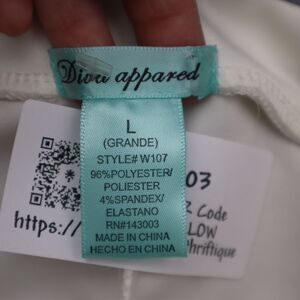 Diva appared
L
(GRANDE)
STYLE# W107
96%POLYESTER/
POLIESTER
4%SPANDEX/
ELASTANO
RN#143003
MADE IN CHINA
HECHO EN CHINA
03
Code
https:/
LOW
hriftique